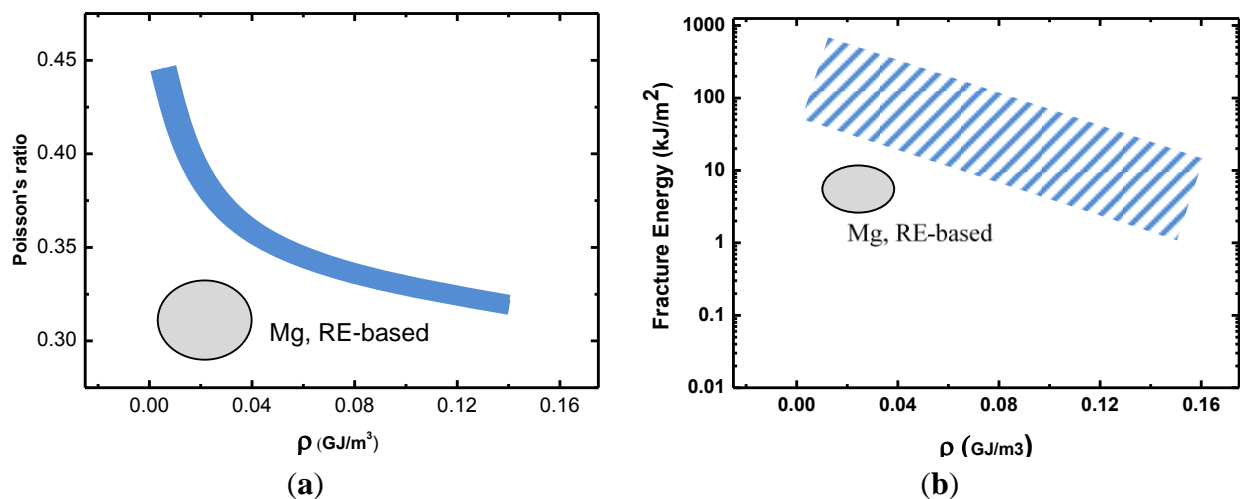 0.45
0.40
0.35
0.30
Poisson's ratio
Mg, RE-based
0.00 0.04 0.08 0.12 0.16
ρ (GJ/m³)
(a)
1000
100
10
1
0.1
0.01
Fracture Energy (kJ/m²)
Mg, RE-based
0.00 0.04 0.08 0.12 0.16
ρ (GJ/m3)
(b)